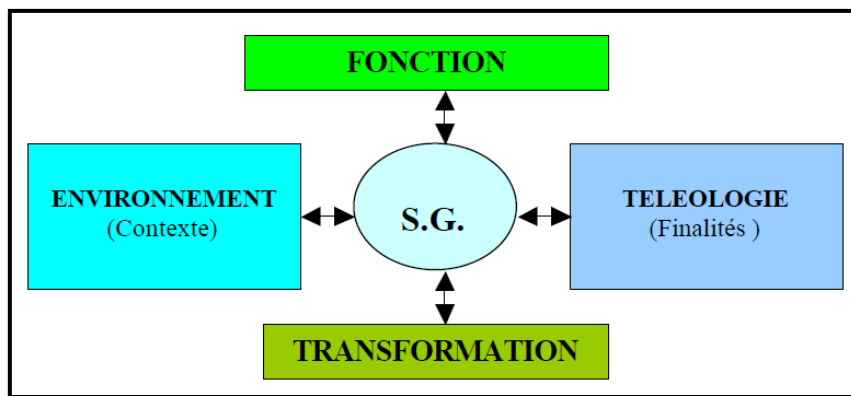 FONCTION
ENVIRONNEMENT
(Contexte)
S.G.
TELEOLOGIE
(Finalités )
TRANSFORMATION